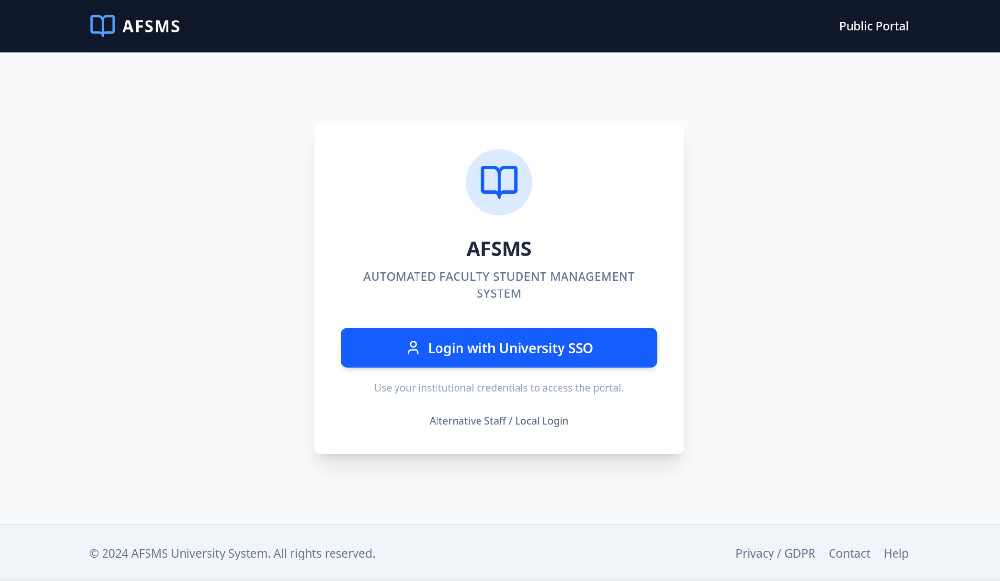 AFSMS
Public Portal
AFSMS
AUTOMATED FACULTY STUDENT MANAGEMENT
SYSTEM
Login with University SSO
Use your institutional credentials to access the portal.
Alternative Staff / Local Login
© 2024 AFSMS University System. All rights reserved.
Privacy / GDPR
Contact
Help